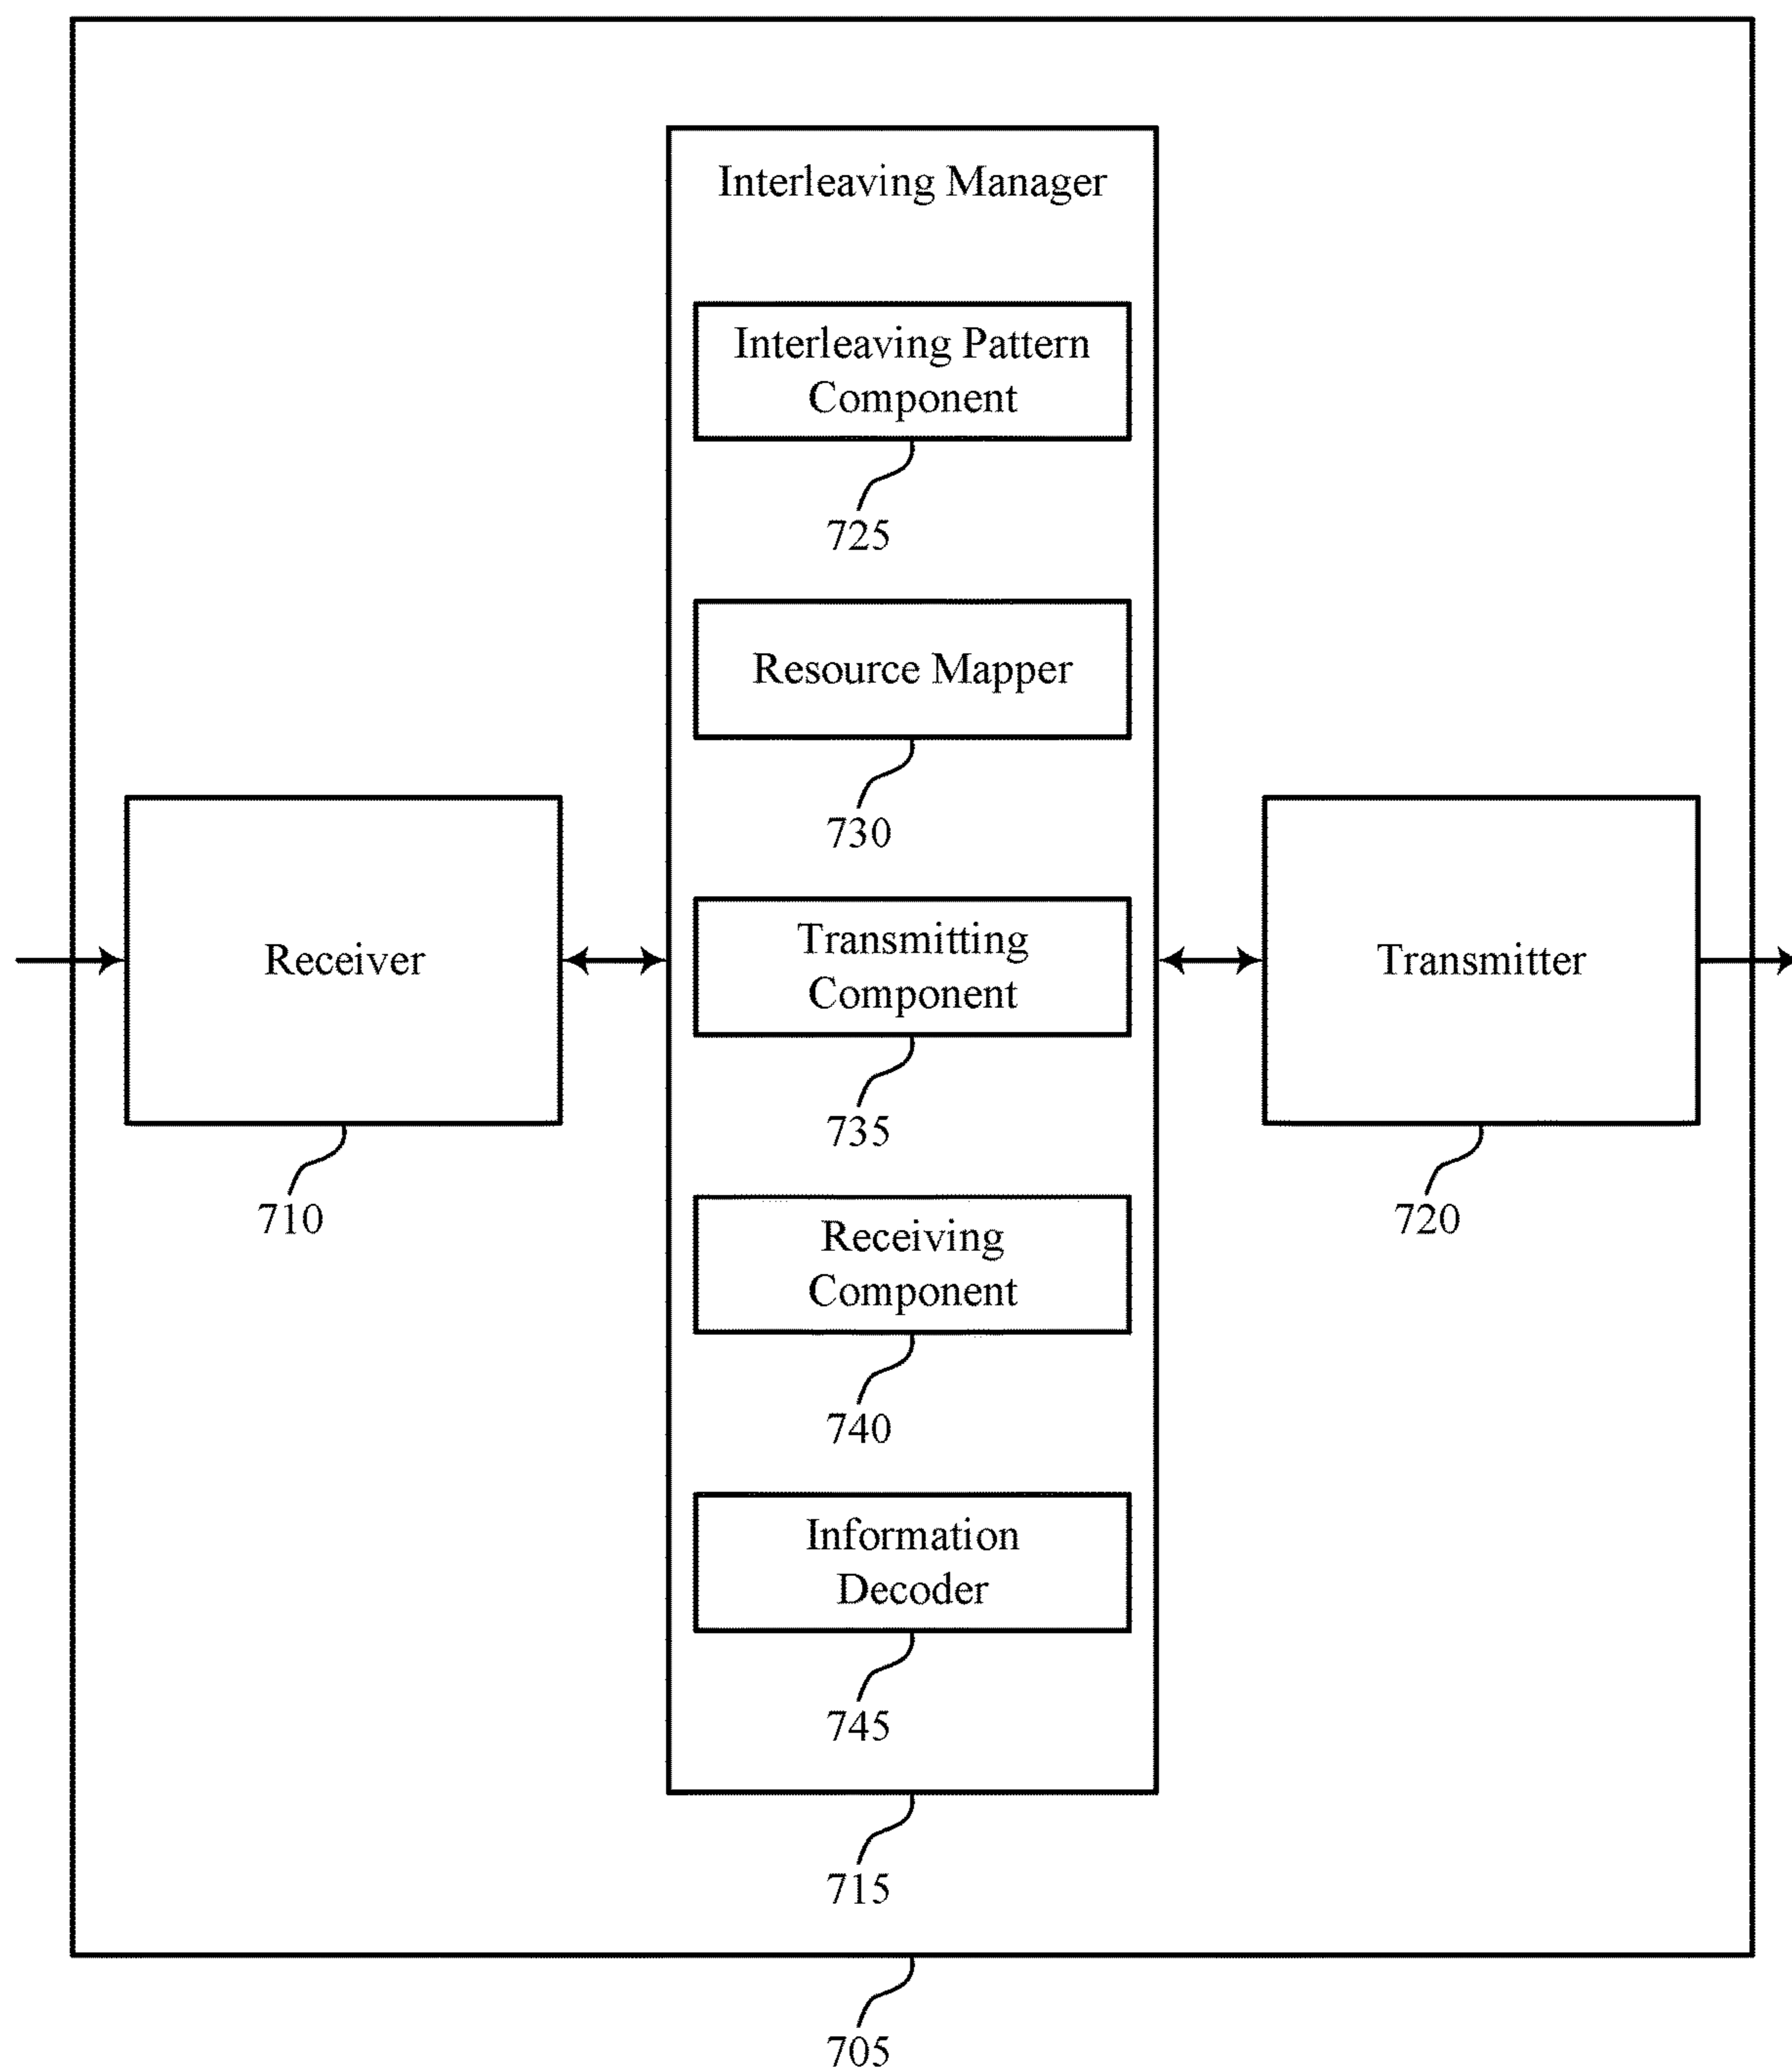 Interleaving Manager
Interleaving Pattern
Component
725
Resource Mapper
730
Receiver
710
Transmitting
Component
735
Transmitter
720
Receiving
Component
740
Information
Decoder
745
715
705